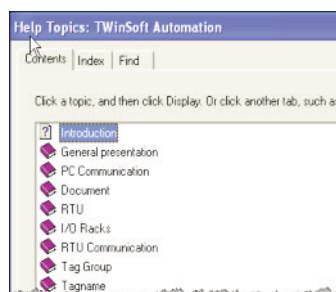 Help Topics: TWinSoft Automation
Contents Index Find
Click a topic, and then click Display. Or click another tab, such as
Introduction
General presentation
PC Communication
Document
RTU
I/O Racks
RTU Communication
Tag Group
Tagname